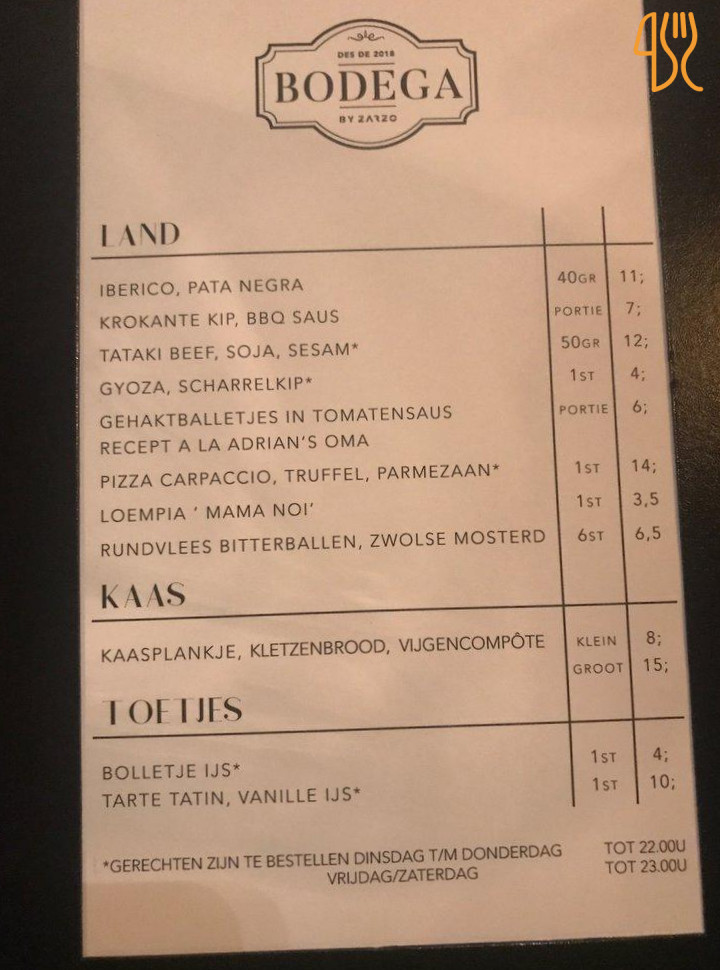 DES DE 2018
BODEGA
BY ZARZO
LAND
IBERICO, PATA NEGRA 40GR 11;
KROKANTE KIP, BBQ SAUS PORTIE 7;
TATAKI BEEF, SOJA, SESAM* 50GR 12;
GYOZA, SCHARRELKIP* 1ST 4;
GEHAKTBALLETJES IN TOMATENSAUS PORTIE 6;
RECEPT A LA ADRIAN'S OMA
PIZZA CARPACCIO, TRUFFEL, PARMEZAAN* 1ST 14;
LOEMPIA ' MAMA NOI' 1ST 3,5
RUNDVLEES BITTERBALLEN, ZWOLSE MOSTERD 6ST 6,5
KAAS
KAASPLANKJE, KLETZENBROOD, VIJGENCOMPÔTE KLEIN 8;
GROOT 15;
TOETJES
BOLLETJE IJS* 1ST 4;
TARTE TATIN, VANILLE IJS* 1ST 10;
*GERECHTEN ZIJN TE BESTELLEN DINSDAG T/M DONDERDAG TOT 22.00U
VRIJDAG/ZATERDAG TOT 23.00U